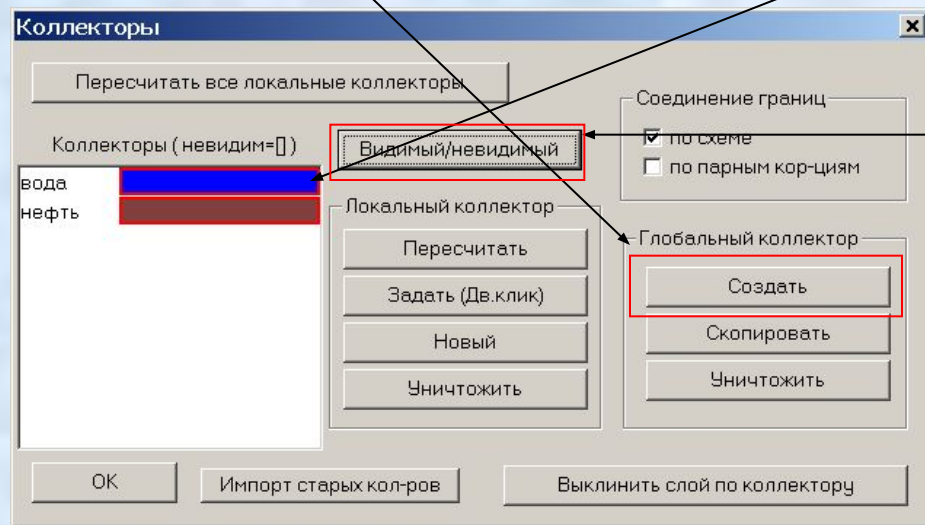 Коллекторы
Пересчитать все локальные коллекторы
Соединение границ
по схеме
по парным кор-циям
Коллекторы (невидим=[])
Видимый/невидимый
вода
нефть
Локальный коллектор
Пересчитать
Задать (Дв.клик)
Новый
Уничтожить
Глобальный коллектор
Создать
Скопировать
Уничтожить
OK
Импорт старых кол-ров
Выклинить слой по коллектору